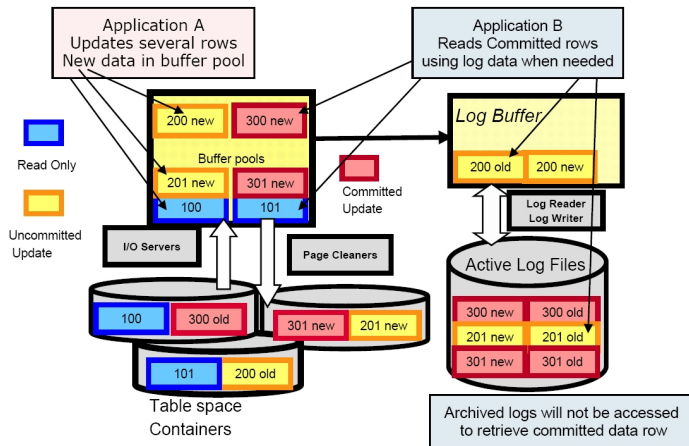 Application A
Updates several rows
New data in buffer pool
Application B
Reads Committed rows
using log data when needed
200 new
300 new
Buffer pools
201 new
301 new
100
101
Log Buffer
200 old
200 new
Read Only
Uncommitted
Update
Committed
Update
Log Reader
Log Writer
I/O Servers
Page Cleaners
Active Log Files
100
300 old
301 new
201 new
101
200 old
300 new
300 old
201 new
201 old
301 new
301 old
Table space
Containers
Archived logs will not be accessed
to retrieve committed data row